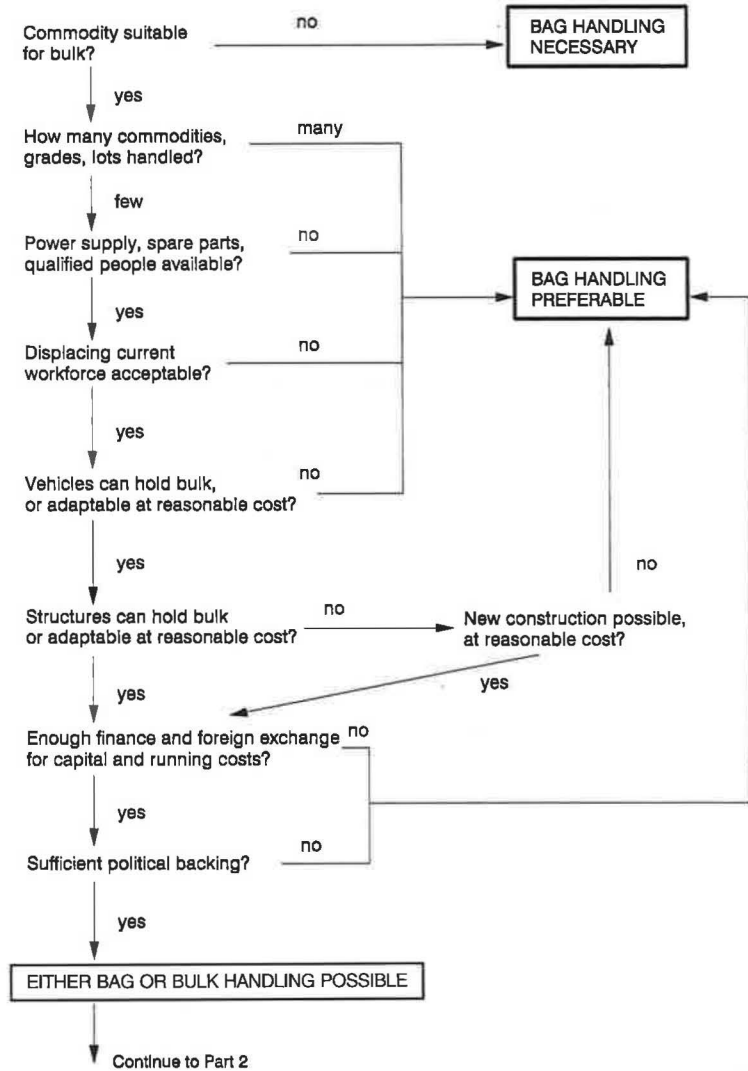 Commodity suitable
for bulk?
no
BAG HANDLING
NECESSARY
yes
How many commodities,
grades, lots handled?
many
few
Power supply, spare parts,
qualified people available?
no
BAG HANDLING
PREFERABLE
yes
Displacing current
workforce acceptable?
no
yes
Vehicles can hold bulk,
or adaptable at reasonable cost?
no
yes
no
Structures can hold bulk
or adaptable at reasonable cost?
no
New construction possible,
at reasonable cost?
yes
yes
Enough finance and foreign exchange
for capital and running costs?
no
yes
Sufficient political backing?
no
yes
EITHER BAG OR BULK HANDLING POSSIBLE
Continue to Part 2